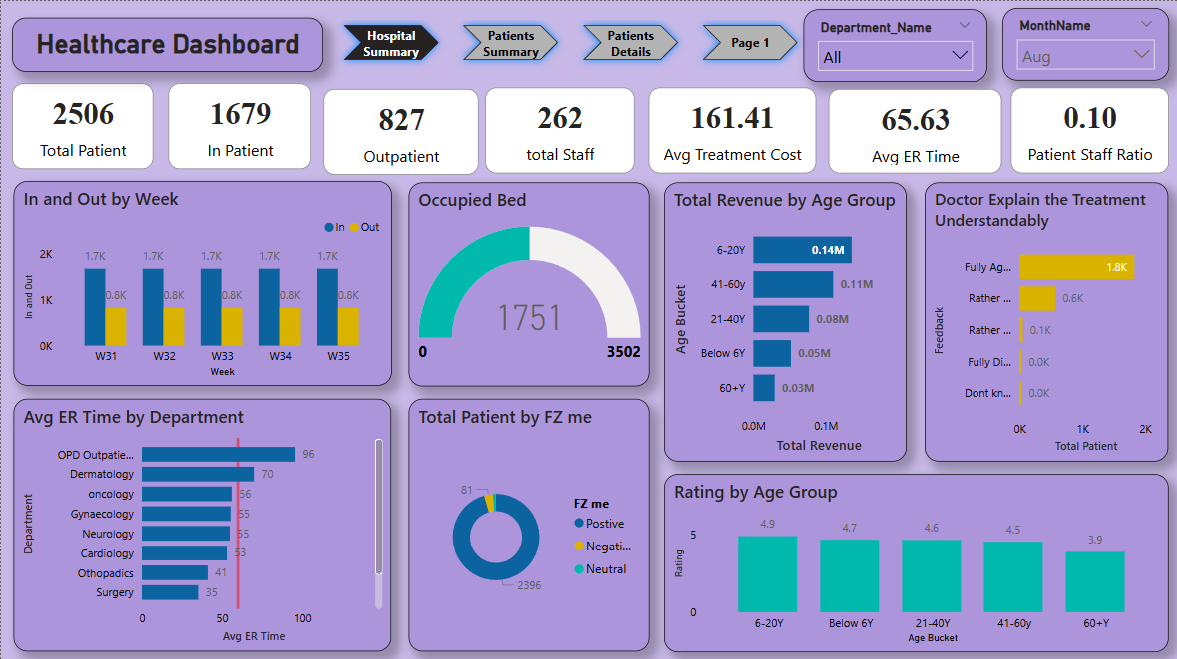 Healthcare Dashboard
Hospital
Summary
Patients
Summary
Patients
Details
Page 1
Department_Name
All
MonthName
Aug
2506
Total Patient
1679
In Patient
827
Outpatient
262
total Staff
161.41
Avg Treatment Cost
65.63
Avg ER Time
0.10
Patient Staff Ratio
In and Out by Week
In Out
In and Out
2K
1K
0K
1.7K 0.8K 1.7K 0.8K 1.7K 0.8K 1.7K 0.8K 1.7K 0.8K
W31 W32 W33 W34 W35
Week
Occupied Bed
1751
0 3502
Total Revenue by Age Group
Age Bucket
6-20Y 0.14M
41-60y 0.11M
21-40Y 0.08M
Below 6Y 0.05M
60+Y 0.03M
0.0M 0.1M
Total Revenue
Doctor Explain the Treatment
Understandably
Feedback
Fully Ag... 1.8K
Rather ... 0.6K
Rather ... 0.1K
Fully Di... 0.0K
Dont kn... 0.0K
0K 1K 2K
Total Patient
Avg ER Time by Department
Department
OPD Outpatie... 96
Dermatology 70
oncology 56
Gynaecology 55
Neurology 55
Cardiology 53
Othopadics 41
Surgery 35
0 50 100
Avg ER Time
Total Patient by FZ me
81
2396
FZ me
Postive
Negati...
Neutral
Rating by Age Group
Rating
5
0
4.9 4.7 4.6 4.5 3.9
6-20Y Below 6Y 21-40Y 41-60y 60+Y
Age Bucket